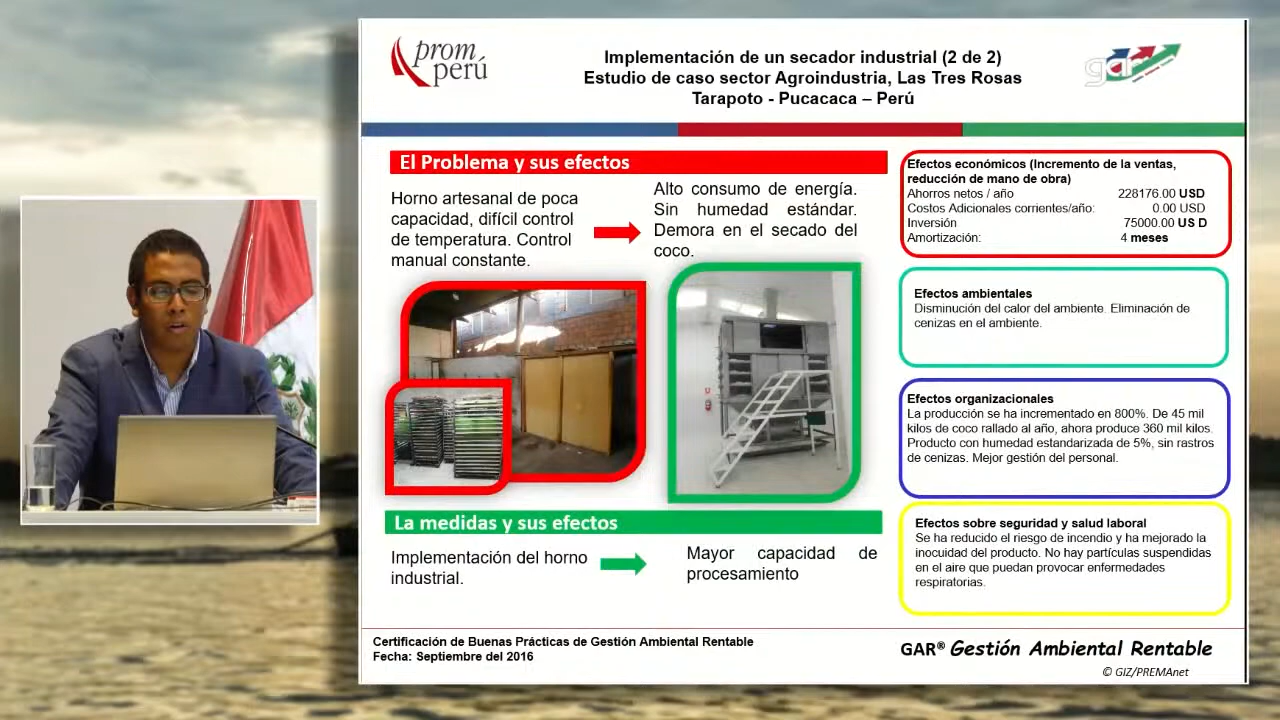 prom
perú
Implementación de un secador industrial (2 de 2)
Estudio de caso sector Agroindustria, Las Tres Rosas
Tarapoto - Pucacaca – Perú
gar
El Problema y sus efectos
Horno artesanal de poca
capacidad, difícil control
de temperatura. Control
manual constante.
Alto consumo de energía.
Sin humedad estándar.
Demora en el secado del
coco.
La medidas y sus efectos
Implementación del horno
industrial.
Mayor capacidad de
procesamiento
Efectos económicos (Incremento de la ventas,
reducción de mano de obra)
Ahorros netos / año 228176.00 USD
Costos Adicionales corrientes/año: 0.00 USD
Inversión 75000.00 US D
Amortización: 4 meses
Efectos ambientales
Disminución del calor del ambiente. Eliminación de
cenizas en el ambiente.
Efectos organizacionales
La producción se ha incrementado en 800%. De 45 mil
kilos de coco rallado al año, ahora produce 360 mil kilos.
Producto con humedad estandarizada de 5%, sin rastros
de cenizas. Mejor gestión del personal.
Efectos sobre seguridad y salud laboral
Se ha reducido el riesgo de incendio y ha mejorado la
inocuidad del producto. No hay partículas suspendidas
en el aire que puedan provocar enfermedades
respiratorias.
Certificación de Buenas Prácticas de Gestión Ambiental Rentable
Fecha: Septiembre del 2016
GAR® Gestión Ambiental Rentable
© GIZ/PREMAnet